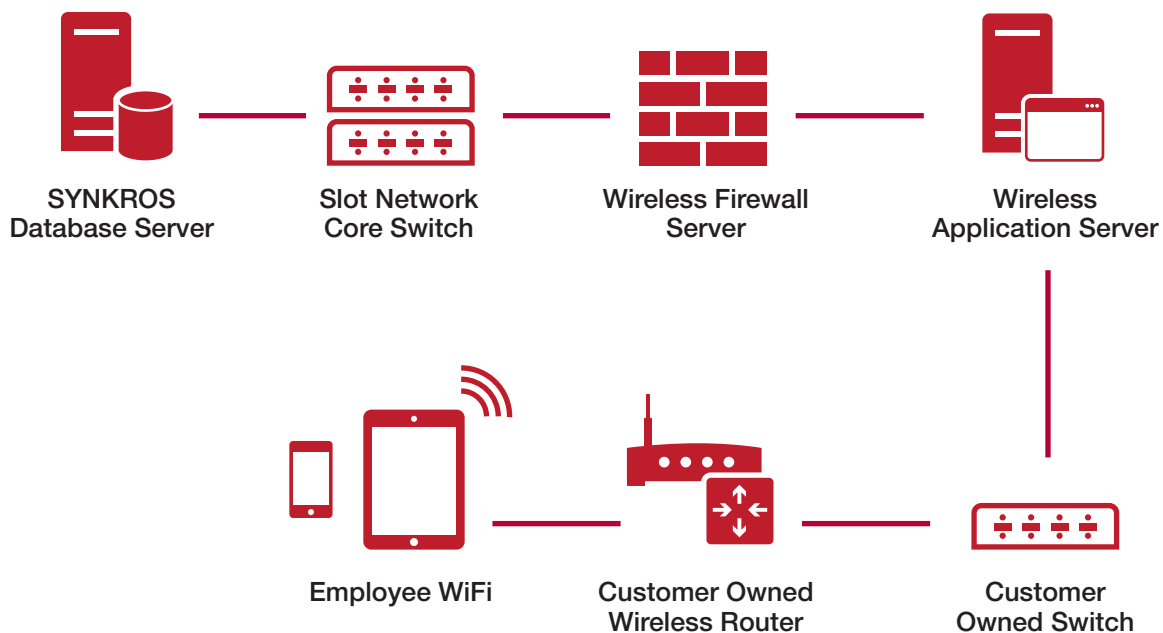 SYNKROS
Database Server
Slot Network
Core Switch
Wireless Firewall
Server
Wireless
Application Server
Employee WiFi
Customer Owned
Wireless Router
Customer
Owned Switch